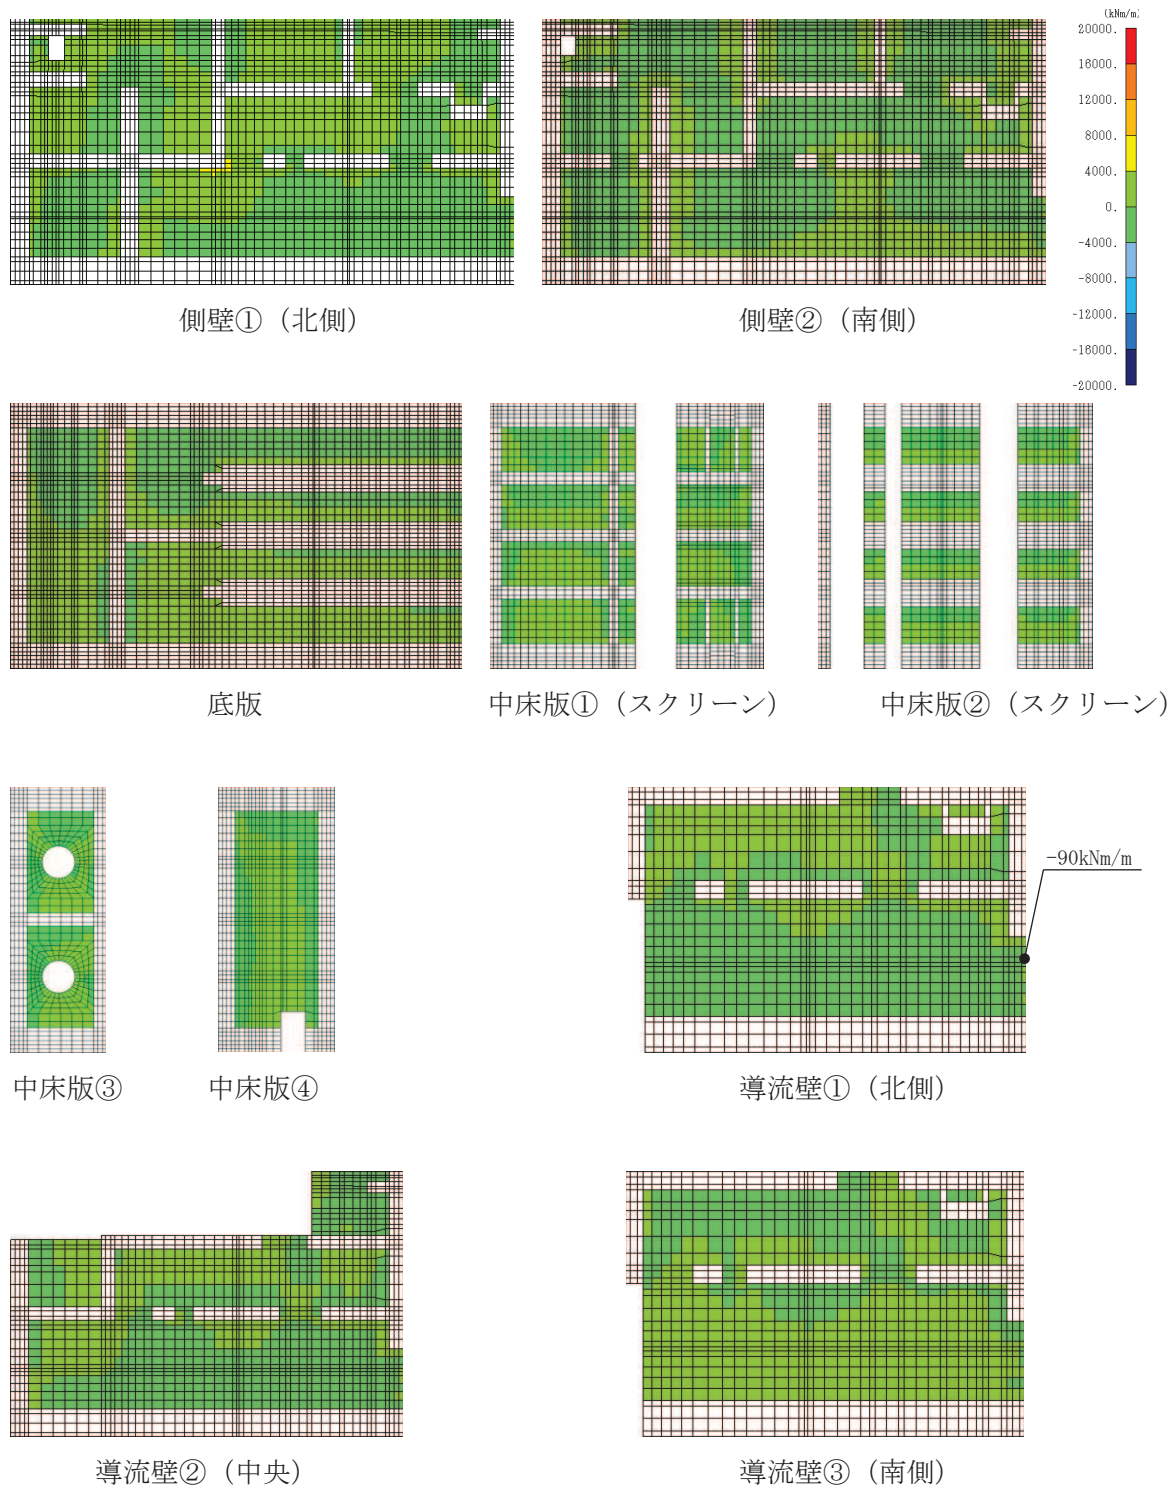 (kNm/m)
20000.
16000.
12000.
8000.
4000.
0.
-4000.
-8000.
-12000.
-16000.
-20000.
側壁①（北側）
側壁②（南側）
底版
中床版①（スクリーン）
中床版②（スクリーン）
-90kNm/m
中床版③
中床版④
導流壁①（北側）
導流壁②（中央）
導流壁③（南側）